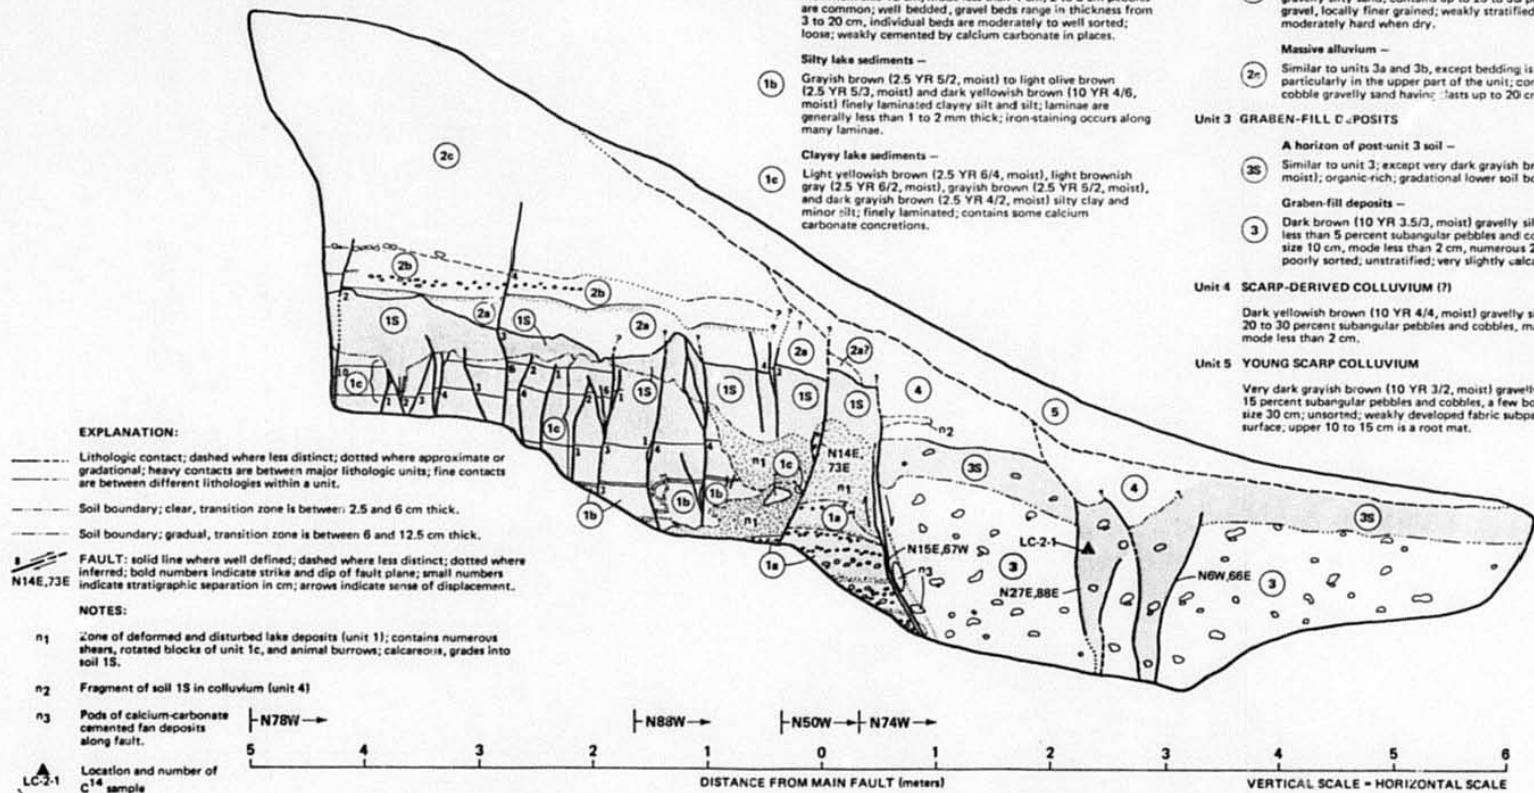 are common; well bedded, gravel beds range in thickness from
3 to 20 cm, individual beds are moderately to well sorted;
loose; weakly cemented by calcium carbonate in places.
Silty lake sediments –
1b
Grayish brown (2.5 YR 5/2, moist) to light olive brown
(2.5 YR 5/3, moist) and dark yellowish brown (10 YR 4/6,
moist) finely laminated clayey silt and silt; laminae are
generally less than 1 to 2 mm thick; iron-staining occurs along
many laminae.
Clayey lake sediments –
1c
Light yellowish brown (2.5 YR 6/4, moist), light brownish
gray (2.5 YR 6/2, moist), grayish brown (2.5 YR 5/2, moist),
and dark grayish brown (2.5 YR 4/2, moist) silty clay and
minor silt; finely laminated; contains some calcium
carbonate concretions.
gravel, locally finer grained; weakly stratified
moderately hard when dry.
Massive alluvium –
2c
Similar to units 3a and 3b, except bedding is
particularly in the upper part of the unit; con
cobble gravelly sand having clasts up to 20 cm
Unit 3 GRABEN-FILL DEPOSITS
A horizon of post-unit 3 soil –
3S
Similar to unit 3; except very dark grayish br
moist); organic-rich; gradational lower soil bo
Graben-fill deposits –
3
Dark brown (10 YR 3.5/3, moist) gravelly sil
less than 5 percent subangular pebbles and co
size 10 cm, mode less than 2 cm, numerous 2
poorly sorted; unstratified; very slightly calca
Unit 4 SCARP-DERIVED COLLUVIUM (?)
Dark yellowish brown (10 YR 4/4, moist) gravelly si
20 to 30 percent subangular pebbles and cobbles, m
mode less than 2 cm.
Unit 5 YOUNG SCARP COLLUVIUM
Very dark grayish brown (10 YR 3/2, moist) gravell
15 percent subangular pebbles and cobbles, a few bo
size 30 cm; unsorted; weakly developed fabric subp
surface; upper 10 to 15 cm is a root mat.
2c
2b
2b
1S
2a
1S
2a
2a
2a?
1c
1S
1S
1S
1S
4
5
n2
1c
n1
1c
N14E,
73E
3S
4
3S
1b
1b
1b
n1
n1
1a
1a
N15E,67W
n3
3
LC-2-1
N27E,88E
N6W,66E
3
EXPLANATION:
Lithologic contact; dashed where less distinct; dotted where approximate or
gradational; heavy contacts are between major lithologic units; fine contacts
are between different lithologies within a unit.
Soil boundary; clear, transition zone is between 2.5 and 6 cm thick.
Soil boundary; gradual, transition zone is between 6 and 12.5 cm thick.
8
N14E,73E
FAULT: solid line where well defined; dashed where less distinct; dotted where
inferred; bold numbers indicate strike and dip of fault plane; small numbers
indicate stratigraphic separation in cm; arrows indicate sense of displacement.
NOTES:
n1 Zone of deformed and disturbed lake deposits (unit 1); contains numerous
shears, rotated blocks of unit 1c, and animal burrows; calcareous, grades into
soil 1S.
n2 Fragment of soil 1S in colluvium (unit 4)
n3 Pods of calcium-carbonate
cemented fan deposits
along fault.
LC-2-1 Location and number of
C14 sample
N78W N88W N50W N74W
5 4 3 2 1 0 1 2 3 4 5 6
DISTANCE FROM MAIN FAULT (meters)
VERTICAL SCALE = HORIZONTAL SCALE